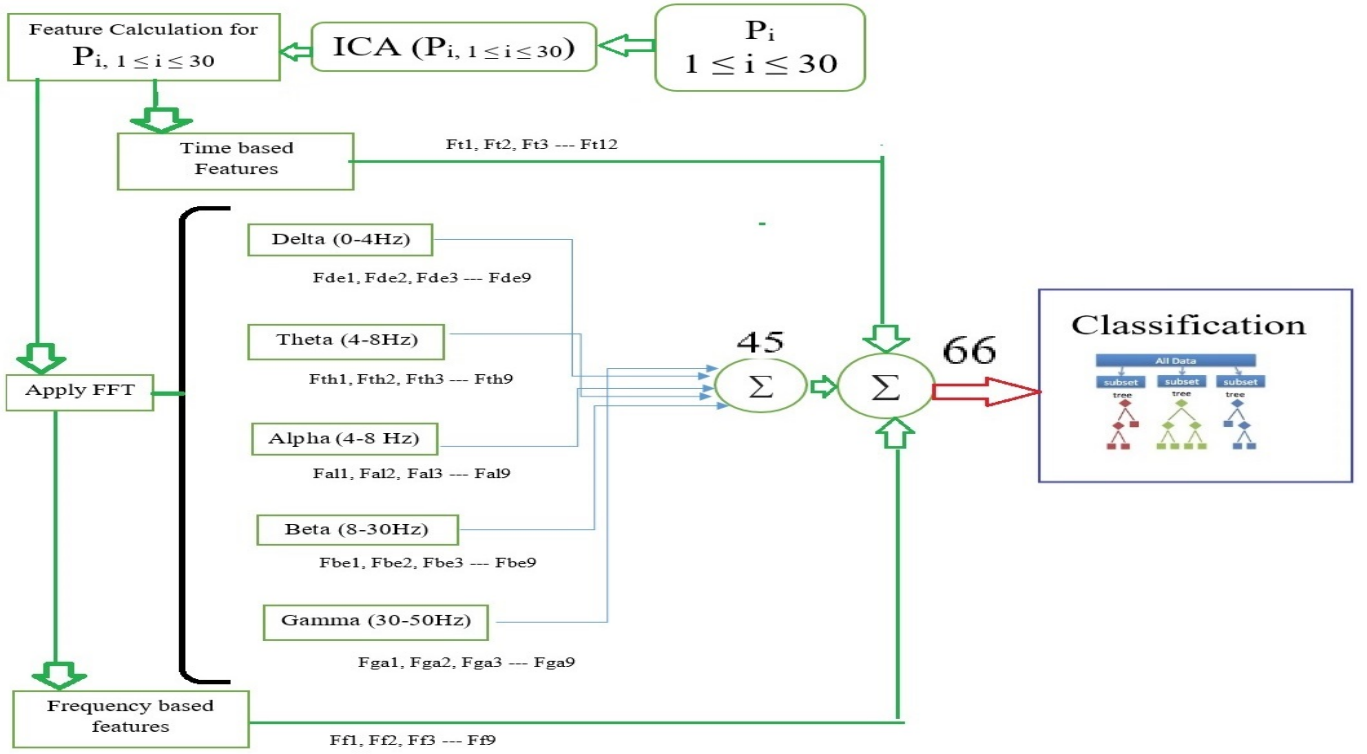 Feature Calculation for
Pi, 1 ≤ i ≤ 30
ICA (Pi, 1 ≤ i ≤ 30)
Pi
1 ≤ i ≤ 30
Time based
Features
Ft1, Ft2, Ft3 --- Ft12
Delta (0-4Hz)
Fde1, Fde2, Fde3 --- Fde9
Theta (4-8Hz)
Fth1, Fth2, Fth3 --- Fth9
Apply FFT
Alpha (4-8 Hz)
Fal1, Fal2, Fal3 --- Fal9
Beta (8-30Hz)
Fbe1, Fbe2, Fbe3 --- Fbe9
Gamma (30-50Hz)
Fga1, Fga2, Fga3 --- Fga9
Frequency based
features
Ff1, Ff2, Ff3 --- Ff9
45
Σ
Σ
66
Classification
All Data
subset subset subset
tree tree tree